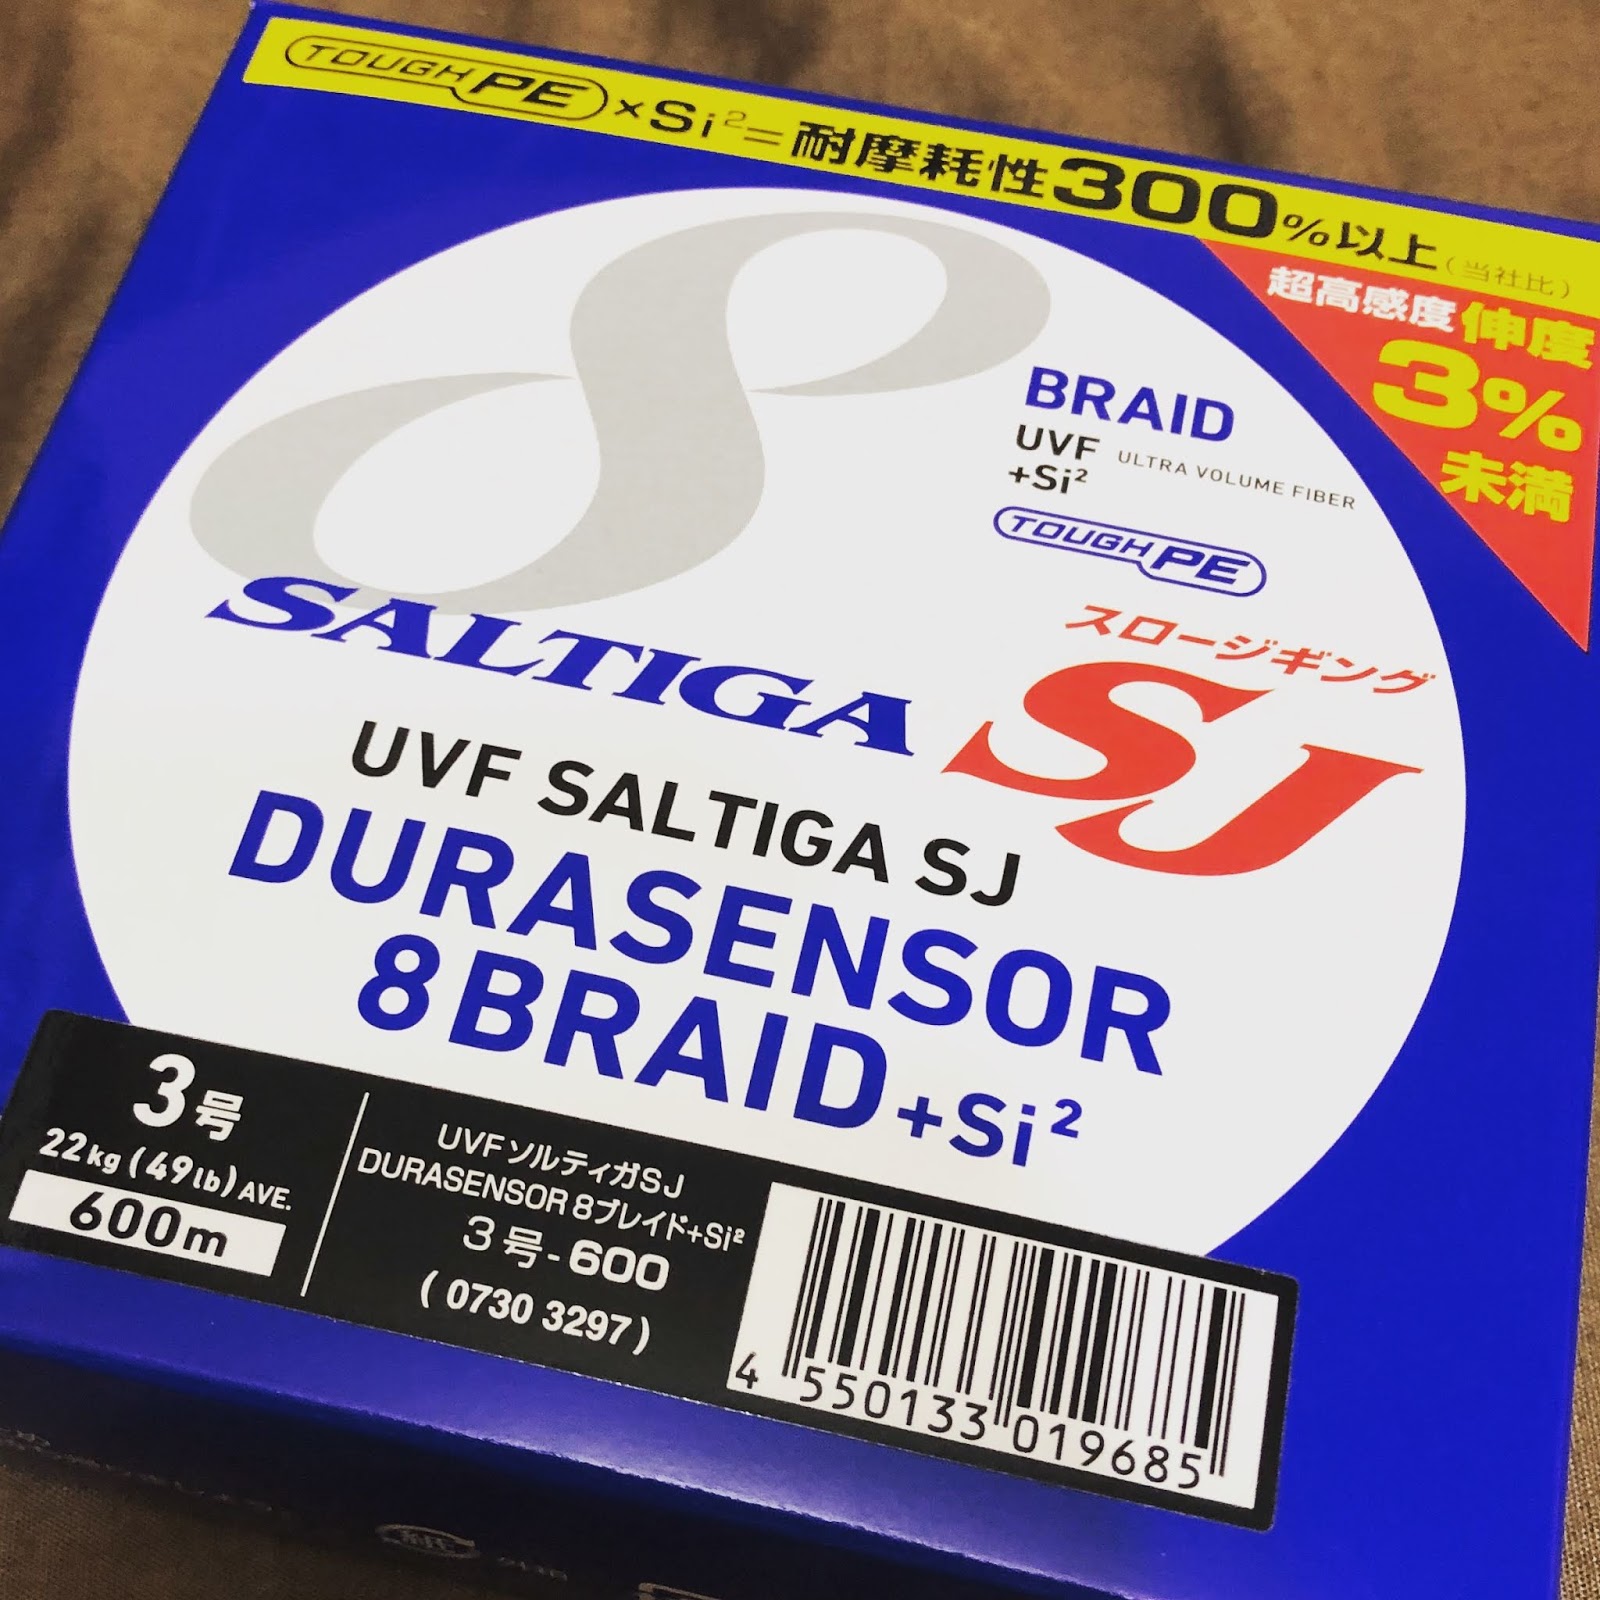 TOUGH PE × Si² = 耐摩耗性300%以上(当社比)
超高感度 伸度
3%
未満
8
BRAID
UVF ULTRA VOLUME FIBER
+Si²
TOUGH PE
スロージギング
SALTIGA SJ
UVF SALTIGA SJ
DURASENSOR
8BRAID+Si²
3号
22kg (49lb) AVE.
600m
UVFソルティガSJ
DURASENSOR 8ブレイド+Si²
3号-600
(0730 3297)
4 550133 019685